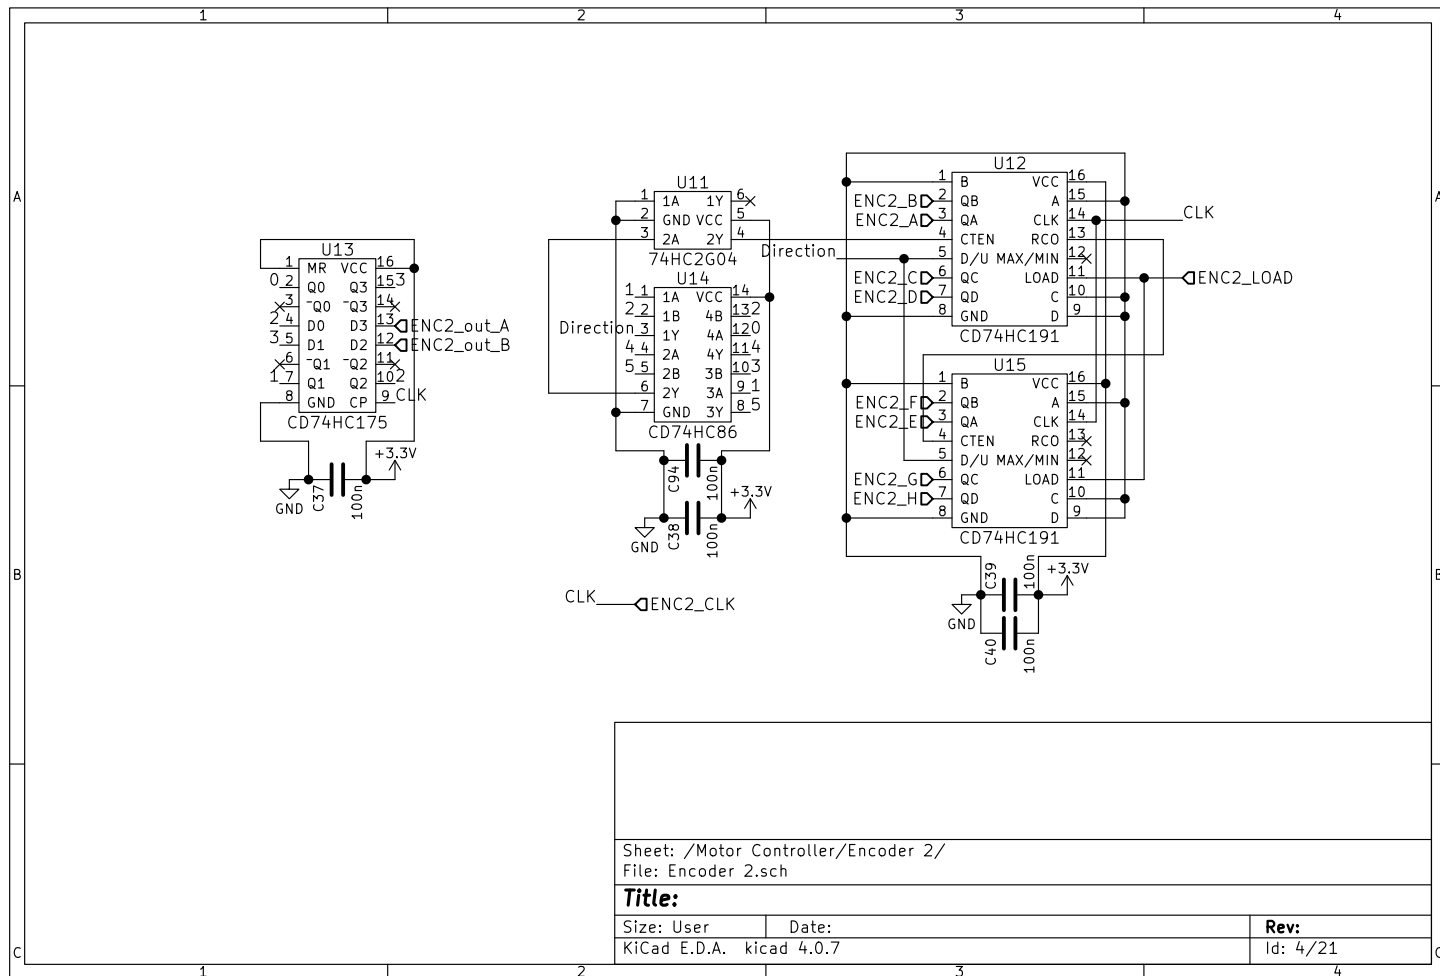 1 2 3 4
A
B
C
A
B
C
U13
1 MR VCC 16
0 2 Q0 Q3 15 3
3 ¯Q0 ¯Q3 14
2 4 D0 D3 13 ENC2_out_A
3 5 D1 D2 12 ENC2_out_B
6 ¯Q1 ¯Q2 11
1 7 Q1 Q2 10 2
8 GND CP 9 CLK
CD74HC175
+3.3V
GND
C37
100n
U11
1 1A 1Y 6
2 GND VCC 5
3 2A 2Y 4
74HC2G04
U14
1 1 1A VCC 14
2 2 1B 4B 13 2
Direction 3 1Y 4A 12 0
4 4 2A 4Y 11 4
5 5 2B 3B 10 3
6 2Y 3A 9 1
7 GND 3Y 8 5
CD74HC86
C94
100n
+3.3V
GND
C38
100n
CLK ENC2_CLK
U12
1 B VCC 16
ENC2_B 2 QB A 15
ENC2_A 3 QA CLK 14 CLK
4 CTEN RCO 13
Direction 5 D/U MAX/MIN 12
ENC2_C 6 QC LOAD 11 ENC2_LOAD
ENC2_D 7 QD C 10
8 GND D 9
CD74HC191
U15
1 B VCC 16
ENC2_F 2 QB A 15
ENC2_E 3 QA CLK 14
4 CTEN RCO 13
5 D/U MAX/MIN 12
ENC2_G 6 QC LOAD 11
ENC2_H 7 QD C 10
8 GND D 9
CD74HC191
C39
100n
+3.3V
GND
C40
100n
Sheet: /Motor Controller/Encoder 2/
File: Encoder 2.sch
Title:
Size: User Date: Rev:
KiCad E.D.A. kicad 4.0.7 Id: 4/21
1 2 3 4